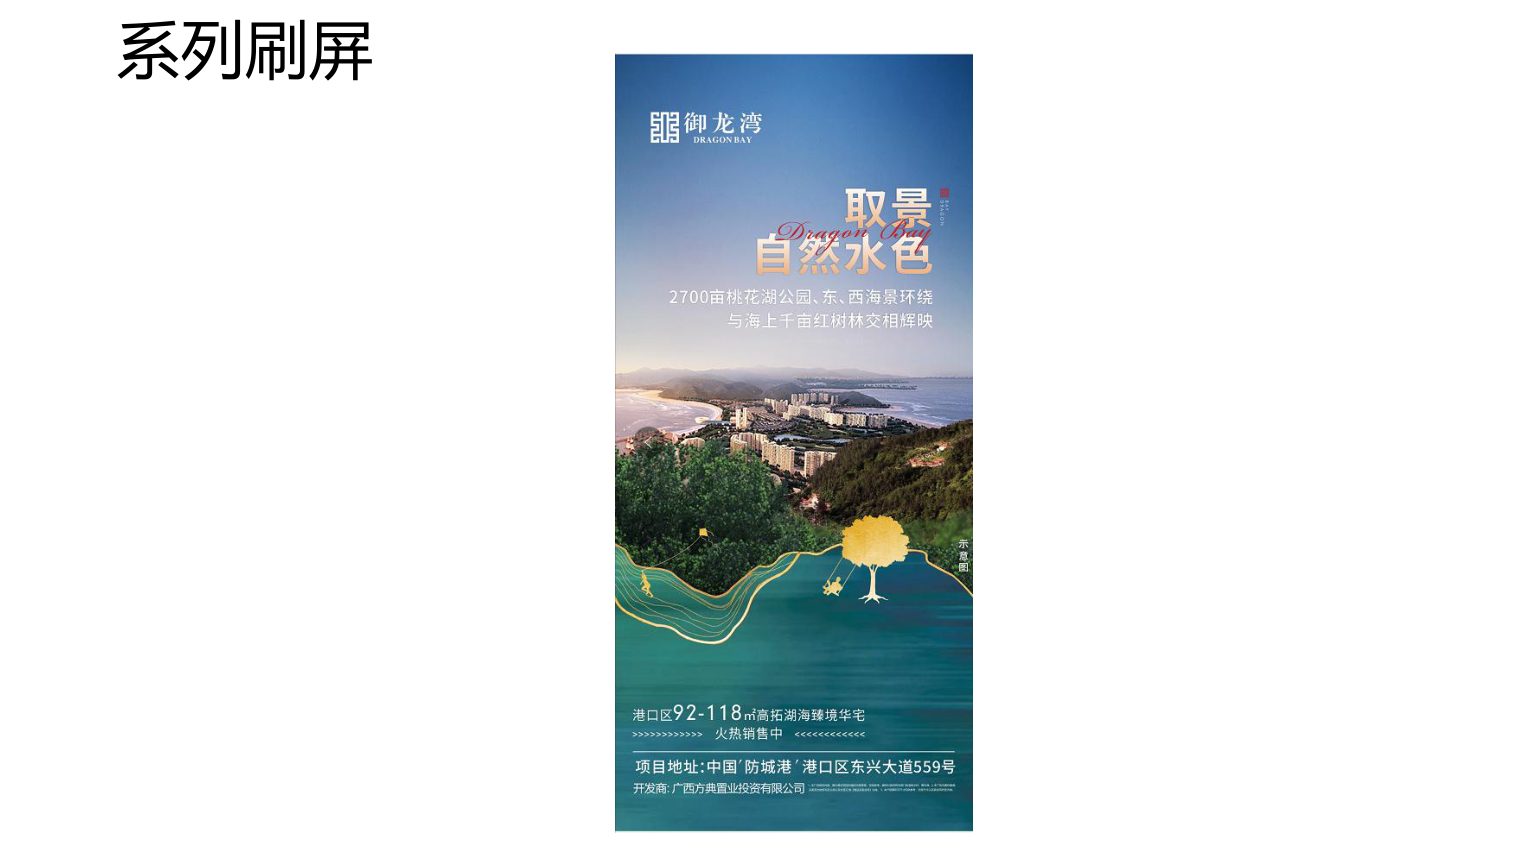 系列刷屏
御龙湾
DRAGON BAY
取景
Dragon Bay
自然水色
2700亩桃花湖公园、东、西海景环绕
与海上千亩红树林交相辉映
示意图
港口区92-118㎡高拓湖海臻境华宅
>>>>>>>>>>>> 火热销售中 <<<<<<<<<<<<
项目地址:中国'防城港'港口区东兴大道559号
开发商: 广西方典置业投资有限公司